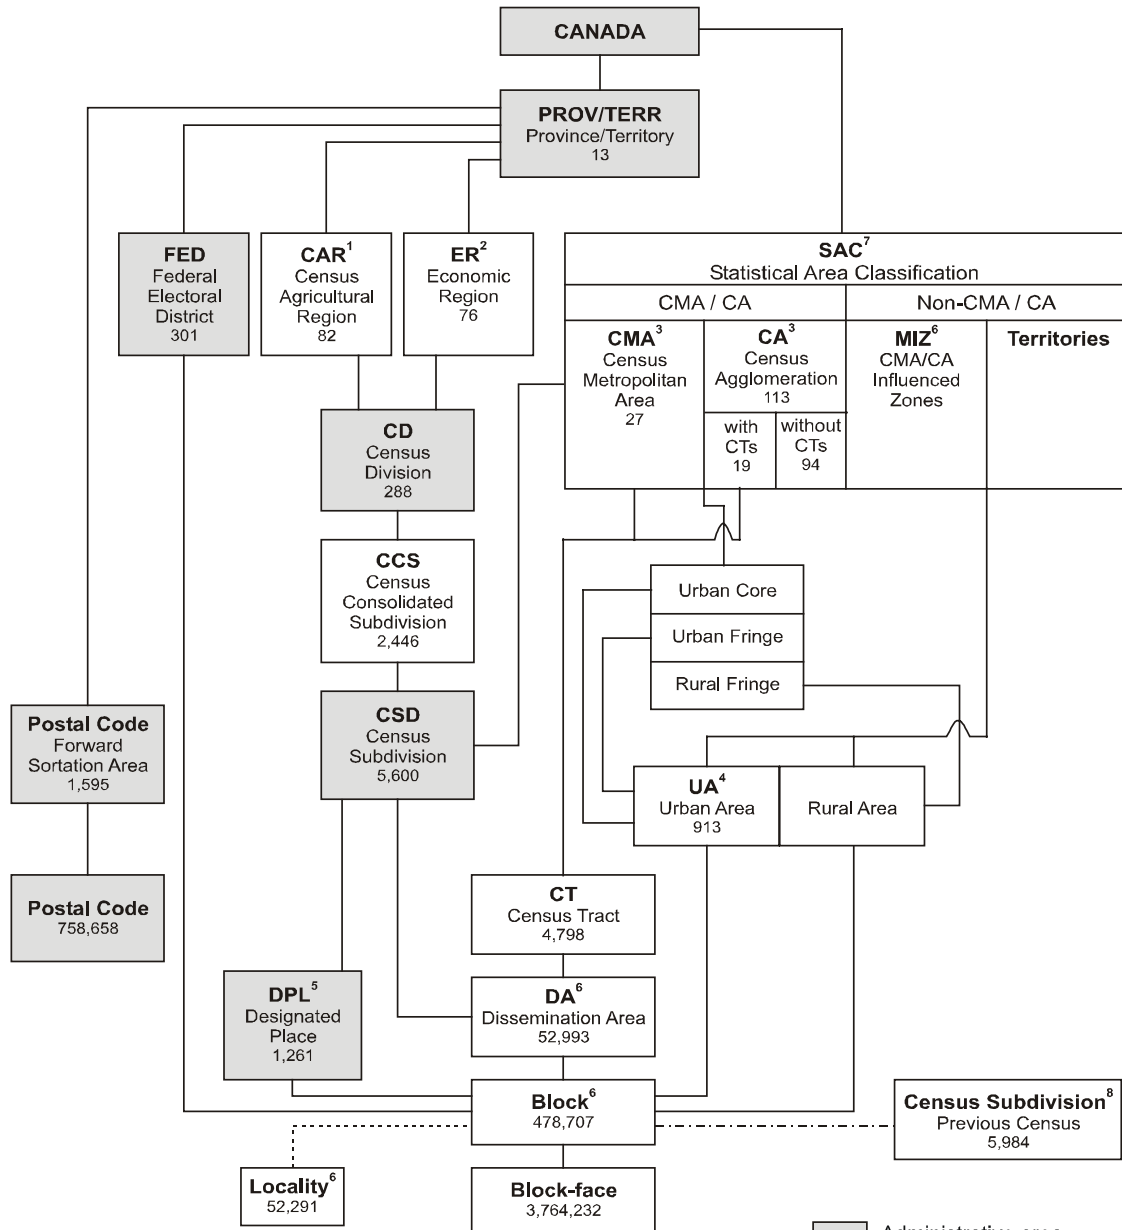 CANADA
PROV/TERR
Province/Territory
13
FED
Federal
Electoral
District
301
CAR1
Census
Agricultural
Region
82
ER2
Economic
Region
76
SAC7
Statistical Area Classification
CMA / CA
Non-CMA / CA
CMA3
Census
Metropolitan
Area
27
CA3
Census
Agglomeration
113
with
CTs
19
without
CTs
94
MIZ6
CMA/CA
Influenced
Zones
Territories
CD
Census
Division
288
CCS
Census
Consolidated
Subdivision
2,446
Urban Core
Urban Fringe
Rural Fringe
CSD
Census
Subdivision
5,600
Postal Code
Forward
Sortation Area
1,595
UA4
Urban Area
913
Rural Area
Postal Code
758,658
CT
Census Tract
4,798
DPL5
Designated
Place
1,261
DA6
Dissemination Area
52,993
Block6
478,707
Census Subdivision8
Previous Census
5,984
Locality6
52,291
Block-face
3,764,232
Administrative area